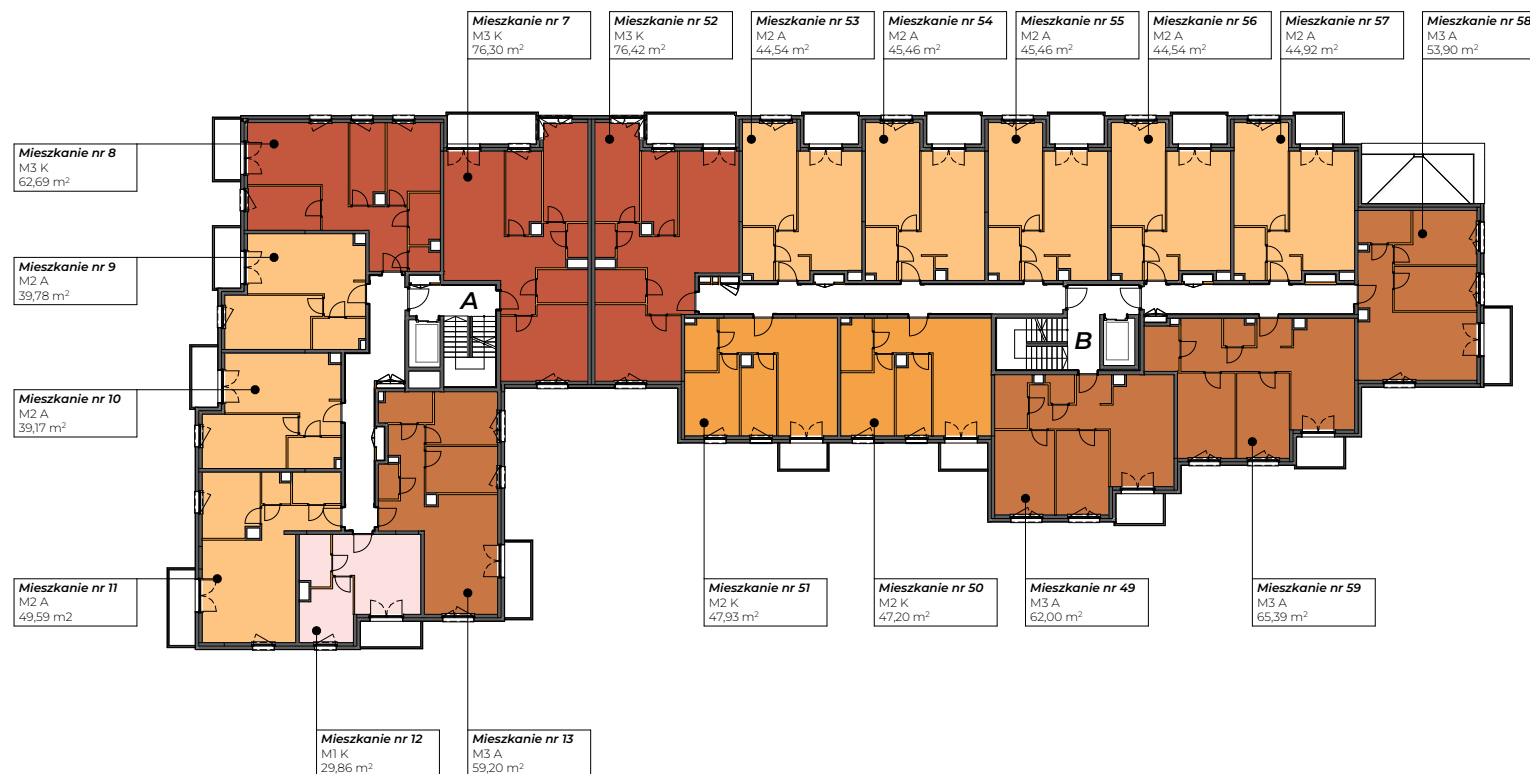 Mieszkanie nr 7
M3 K
76,30 m²
Mieszkanie nr 52
M3 K
76,42 m²
Mieszkanie nr 53
M2 A
44,54 m²
Mieszkanie nr 54
M2 A
45,46 m²
Mieszkanie nr 55
M2 A
45,46 m²
Mieszkanie nr 56
M2 A
44,54 m²
Mieszkanie nr 57
M2 A
44,92 m²
Mieszkanie nr 58
M3 A
53,90 m²
Mieszkanie nr 8
M3 K
62,69 m²
Mieszkanie nr 9
M2 A
39,78 m²
A
B
Mieszkanie nr 10
M2 A
39,17 m²
Mieszkanie nr 11
M2 A
49,59 m2
Mieszkanie nr 51
M2 K
47,93 m²
Mieszkanie nr 50
M2 K
47,20 m²
Mieszkanie nr 49
M3 A
62,00 m²
Mieszkanie nr 59
M3 A
65,39 m²
Mieszkanie nr 12
M1 K
29,86 m²
Mieszkanie nr 13
M3 A
59,20 m²